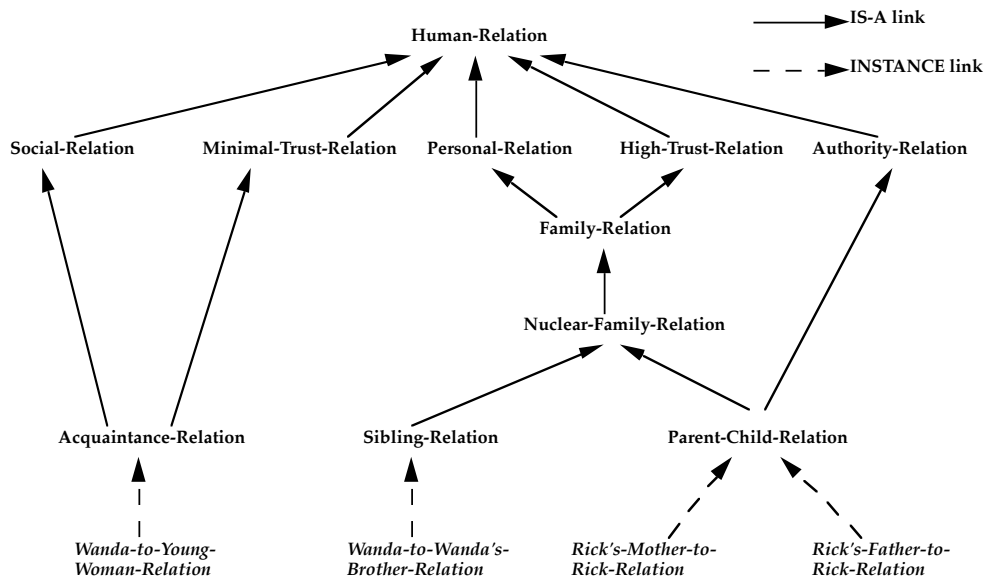 IS-A link
Human-Relation
INSTANCE link
Social-Relation
Minimal-Trust-Relation
Personal-Relation
High-Trust-Relation
Authority-Relation
Family-Relation
Nuclear-Family-Relation
Acquaintance-Relation
Sibling-Relation
Parent-Child-Relation
Wanda-to-Young-
Woman-Relation
Wanda-to-Wanda's-
Brother-Relation
Rick's-Mother-to-
Rick-Relation
Rick's-Father-to-
Rick-Relation